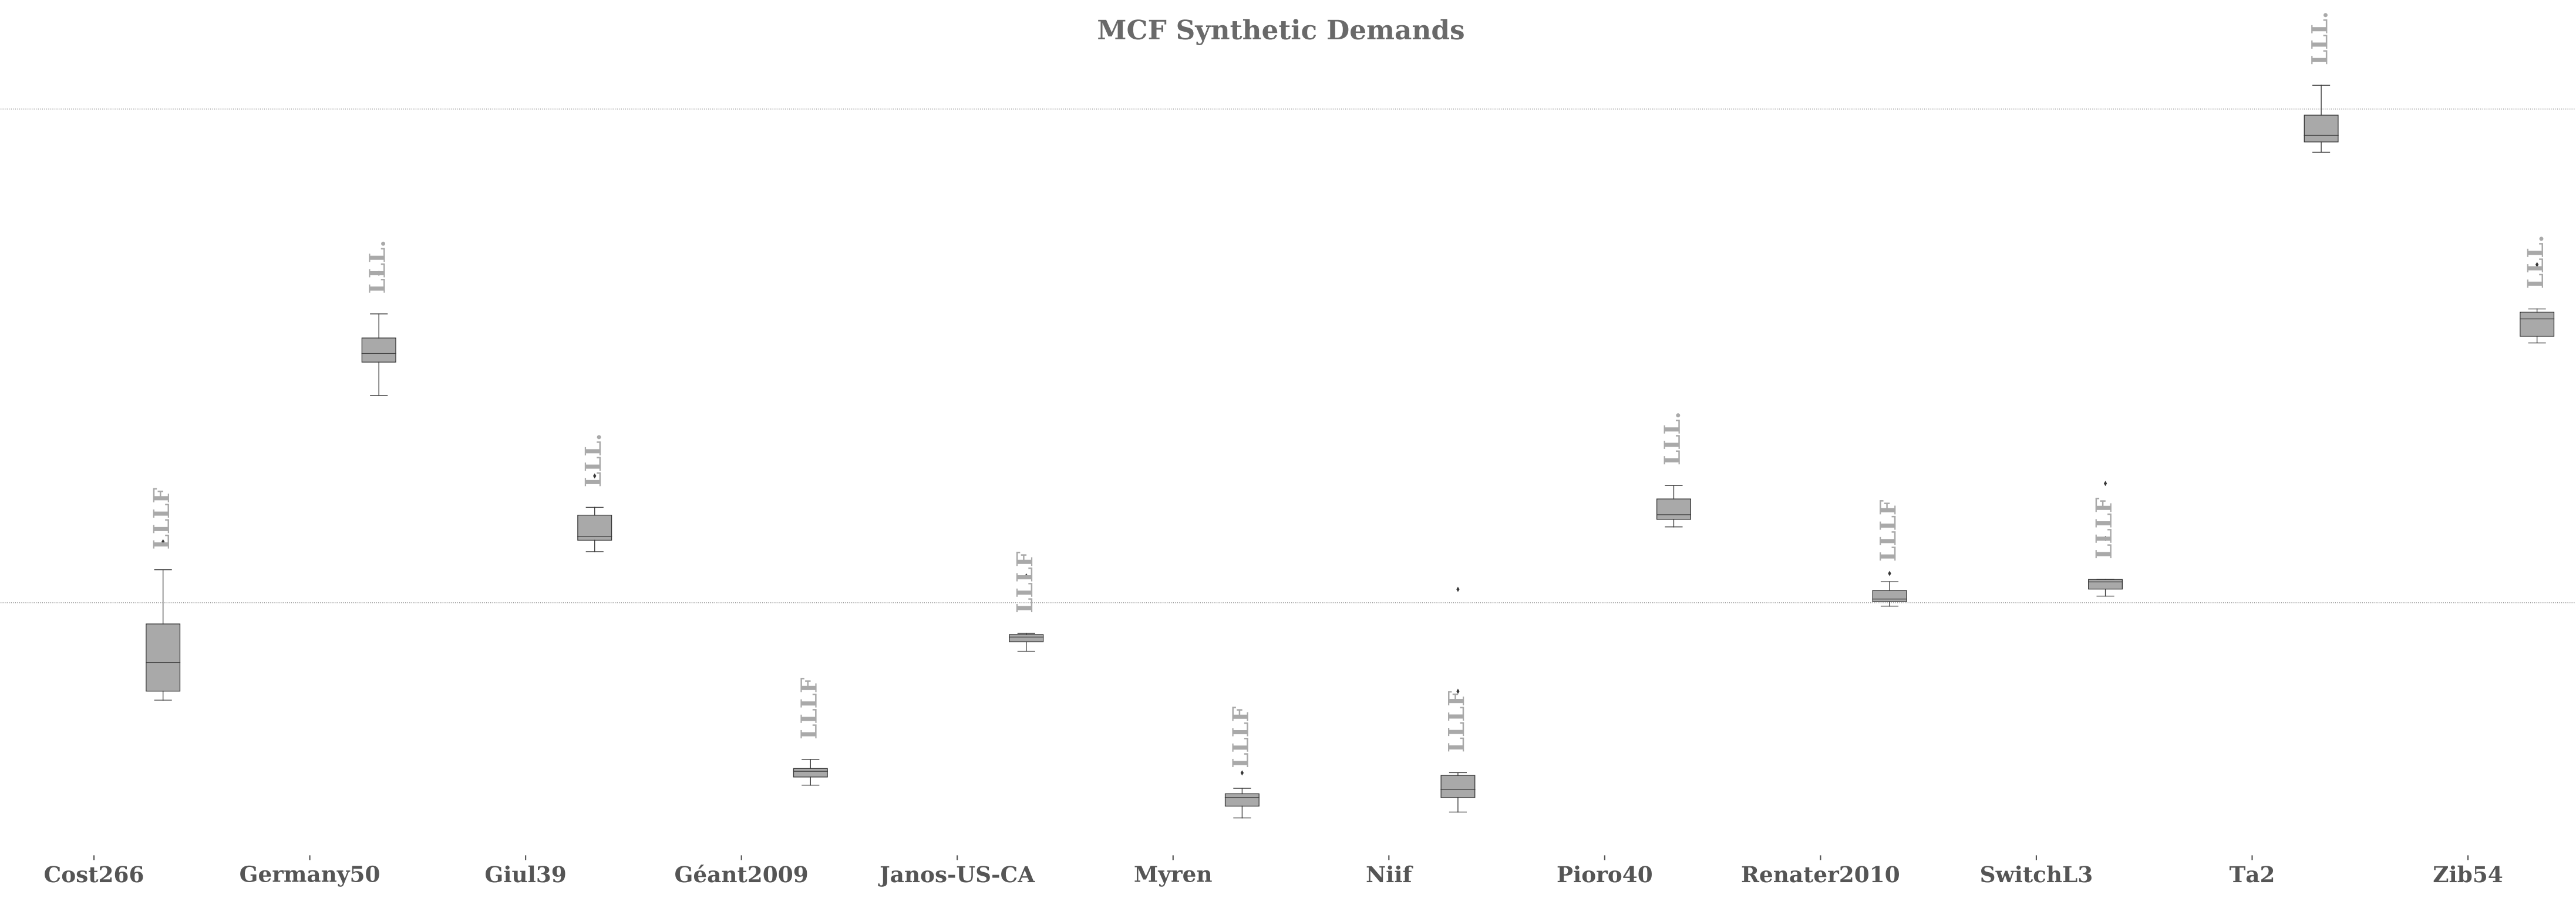 MCF Synthetic Demands
LLLF
LLL.
LLL.
LLLF
LLLF
LLLF
LLLF
LLL.
LLLF
LLLF
LLL.
LLL.
Cost266 Germany50 Giul39 Géant2009 Janos-US-CA Myren Niif Pioro40 Renater2010 SwitchL3 Ta2 Zib54